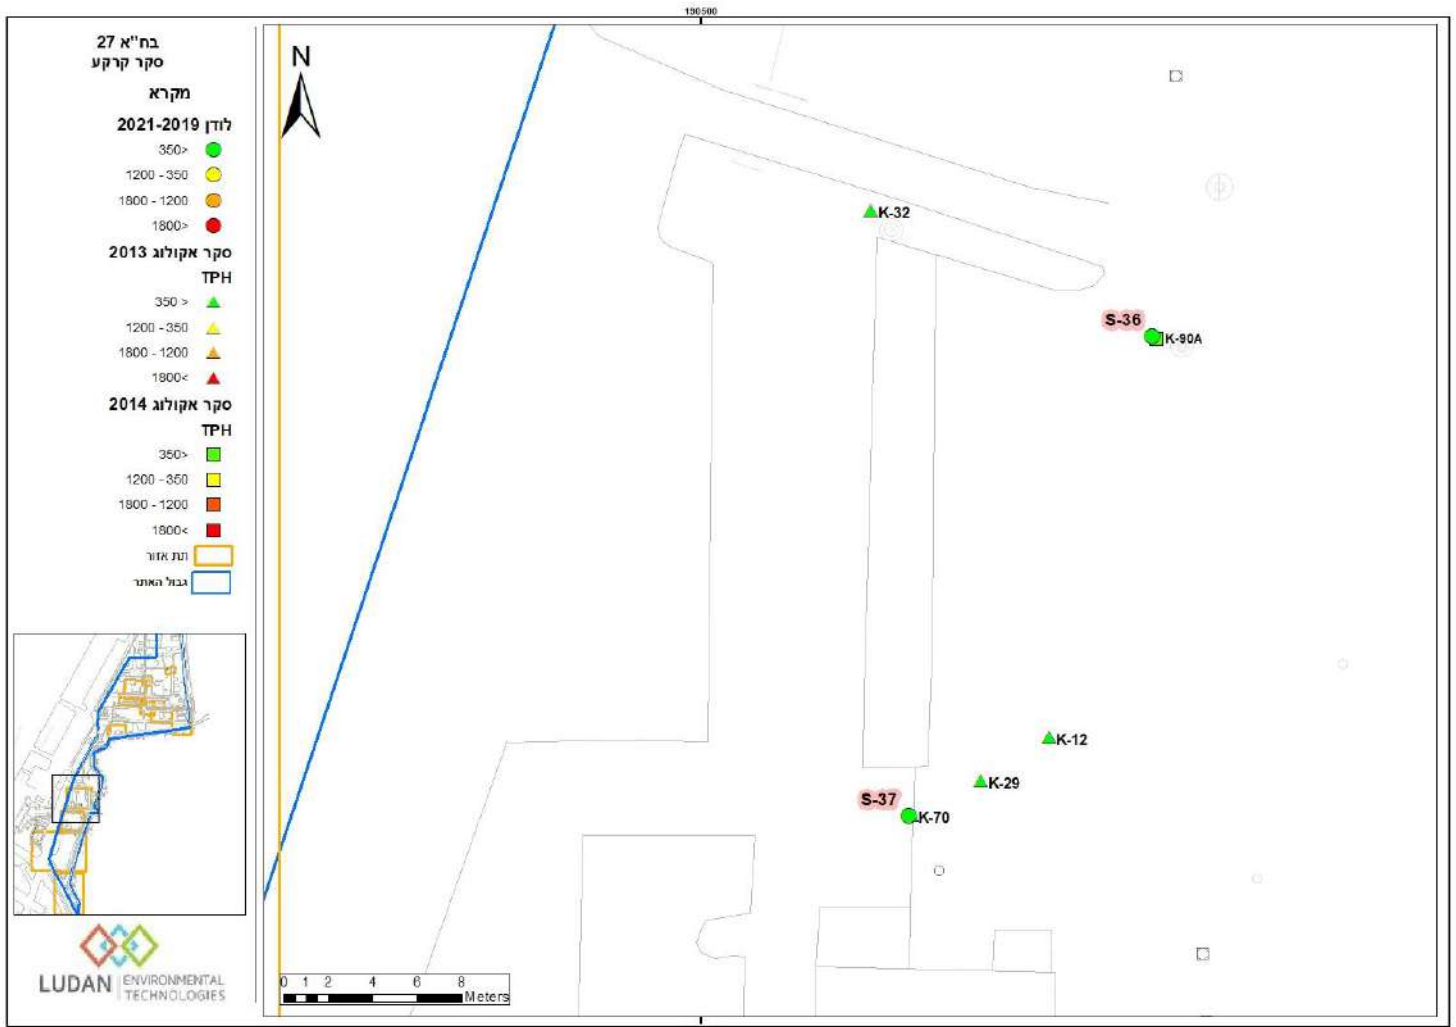 190500
בח"א 27
סקר קרקע
מקרא
לודן 2021-2019
350>
1200 - 350
1800 - 1200
1800>
סקר אקולוג 2013
TPH
350 >
1200 - 350
1800 - 1200
1800<
סקר אקולוג 2014
TPH
350>
1200 - 350
1800 - 1200
1800<
תת אזור
גבול האתר
LUDAN ENVIRONMENTAL
TECHNOLOGIES
N
K-32
S-36
K-90A
K-12
K-29
S-37
K-70
0 1 2 4 6 8
Meters